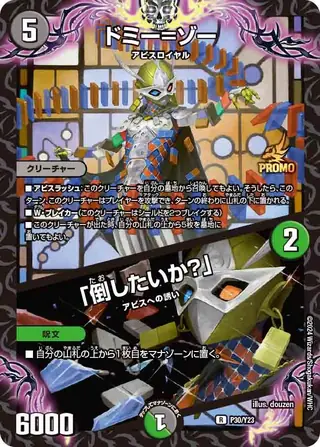 5
ドミー=ゾー
アビスロイヤル
クリーチャー
PROMO
■アビスラッシュ:このクリーチャーを自分の墓地から召喚してもよい。そうしたら、この
ターン、このクリーチャーはプレイヤーを攻撃でき、ターンの終わりに山札の下に置かれる。
■W・ブレイカー(このクリーチャーはシールドを2つブレイクする)
■このクリーチャーが出た時、自分の山札の上から5枚を墓地に
置いてもよい。
2
「倒したいか?」
アビスへの誘い
呪文
■自分の山札の上から1枚目をマナゾーンに置く。
illus. douzen
6000
1
R P30/Y23
©2024 Wizards/Shogakukan/WHC